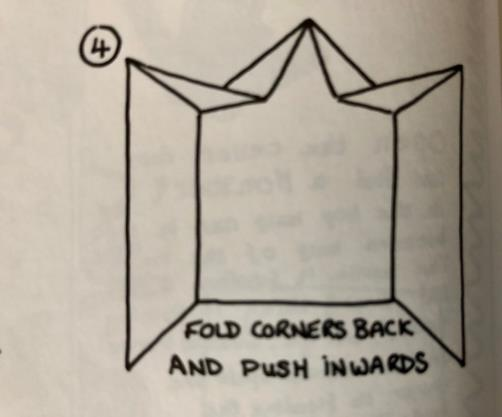 4
FOLD CORNERS BACK
AND PUSH INWARDS